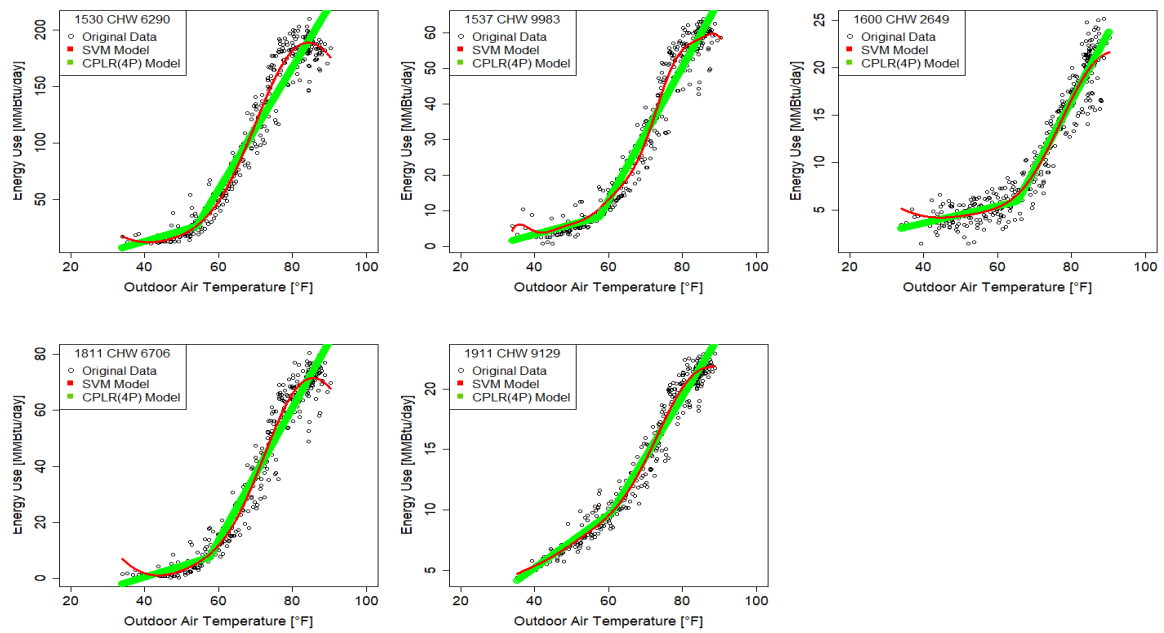 1530 CHW 6290
Original Data
SVM Model
CPLR(4P) Model
Energy Use [MMBtu/day]
200
150
100
50
20 40 60 80 100
Outdoor Air Temperature [°F]
1537 CHW 9983
Original Data
SVM Model
CPLR(4P) Model
Energy Use [MMBtu/day]
60
50
40
30
20
10
0
20 40 60 80 100
Outdoor Air Temperature [°F]
1600 CHW 2649
Original Data
SVM Model
CPLR(4P) Model
Energy Use [MMBtu/day]
25
20
15
10
5
20 40 60 80 100
Outdoor Air Temperature [°F]
1811 CHW 6706
Original Data
SVM Model
CPLR(4P) Model
Energy Use [MMBtu/day]
80
60
40
20
0
20 40 60 80 100
Outdoor Air Temperature [°F]
1911 CHW 9129
Original Data
SVM Model
CPLR(4P) Model
Energy Use [MMBtu/day]
20
15
10
5
20 40 60 80 100
Outdoor Air Temperature [°F]